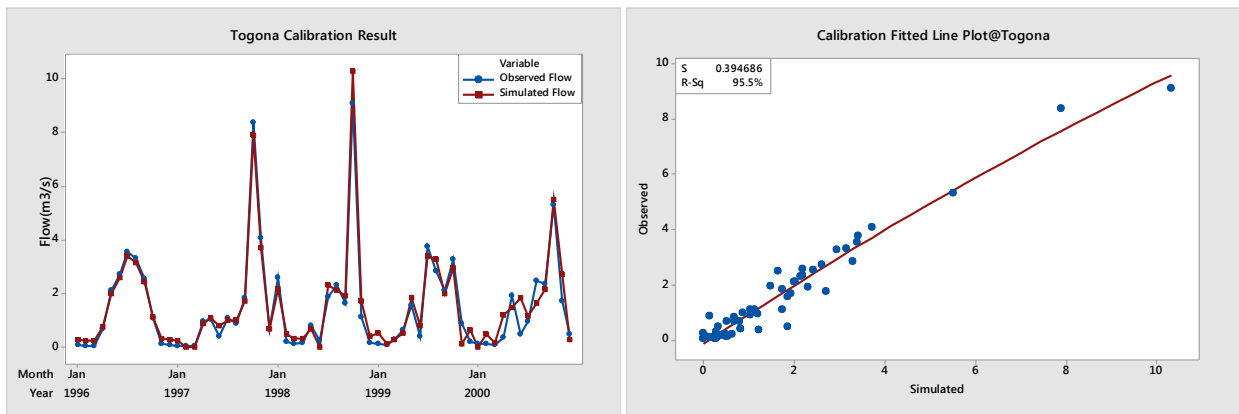 Togona Calibration Result
Variable
Observed Flow
Simulated Flow
Flow(m3/s)
10
8
6
4
2
0
Month Jan Jan Jan Jan Jan
Year 1996 1997 1998 1999 2000
Calibration Fitted Line Plot@Togona
S 0.394686
R-Sq 95.5%
Observed
10
8
6
4
2
0
0 2 4 6 8 10
Simulated